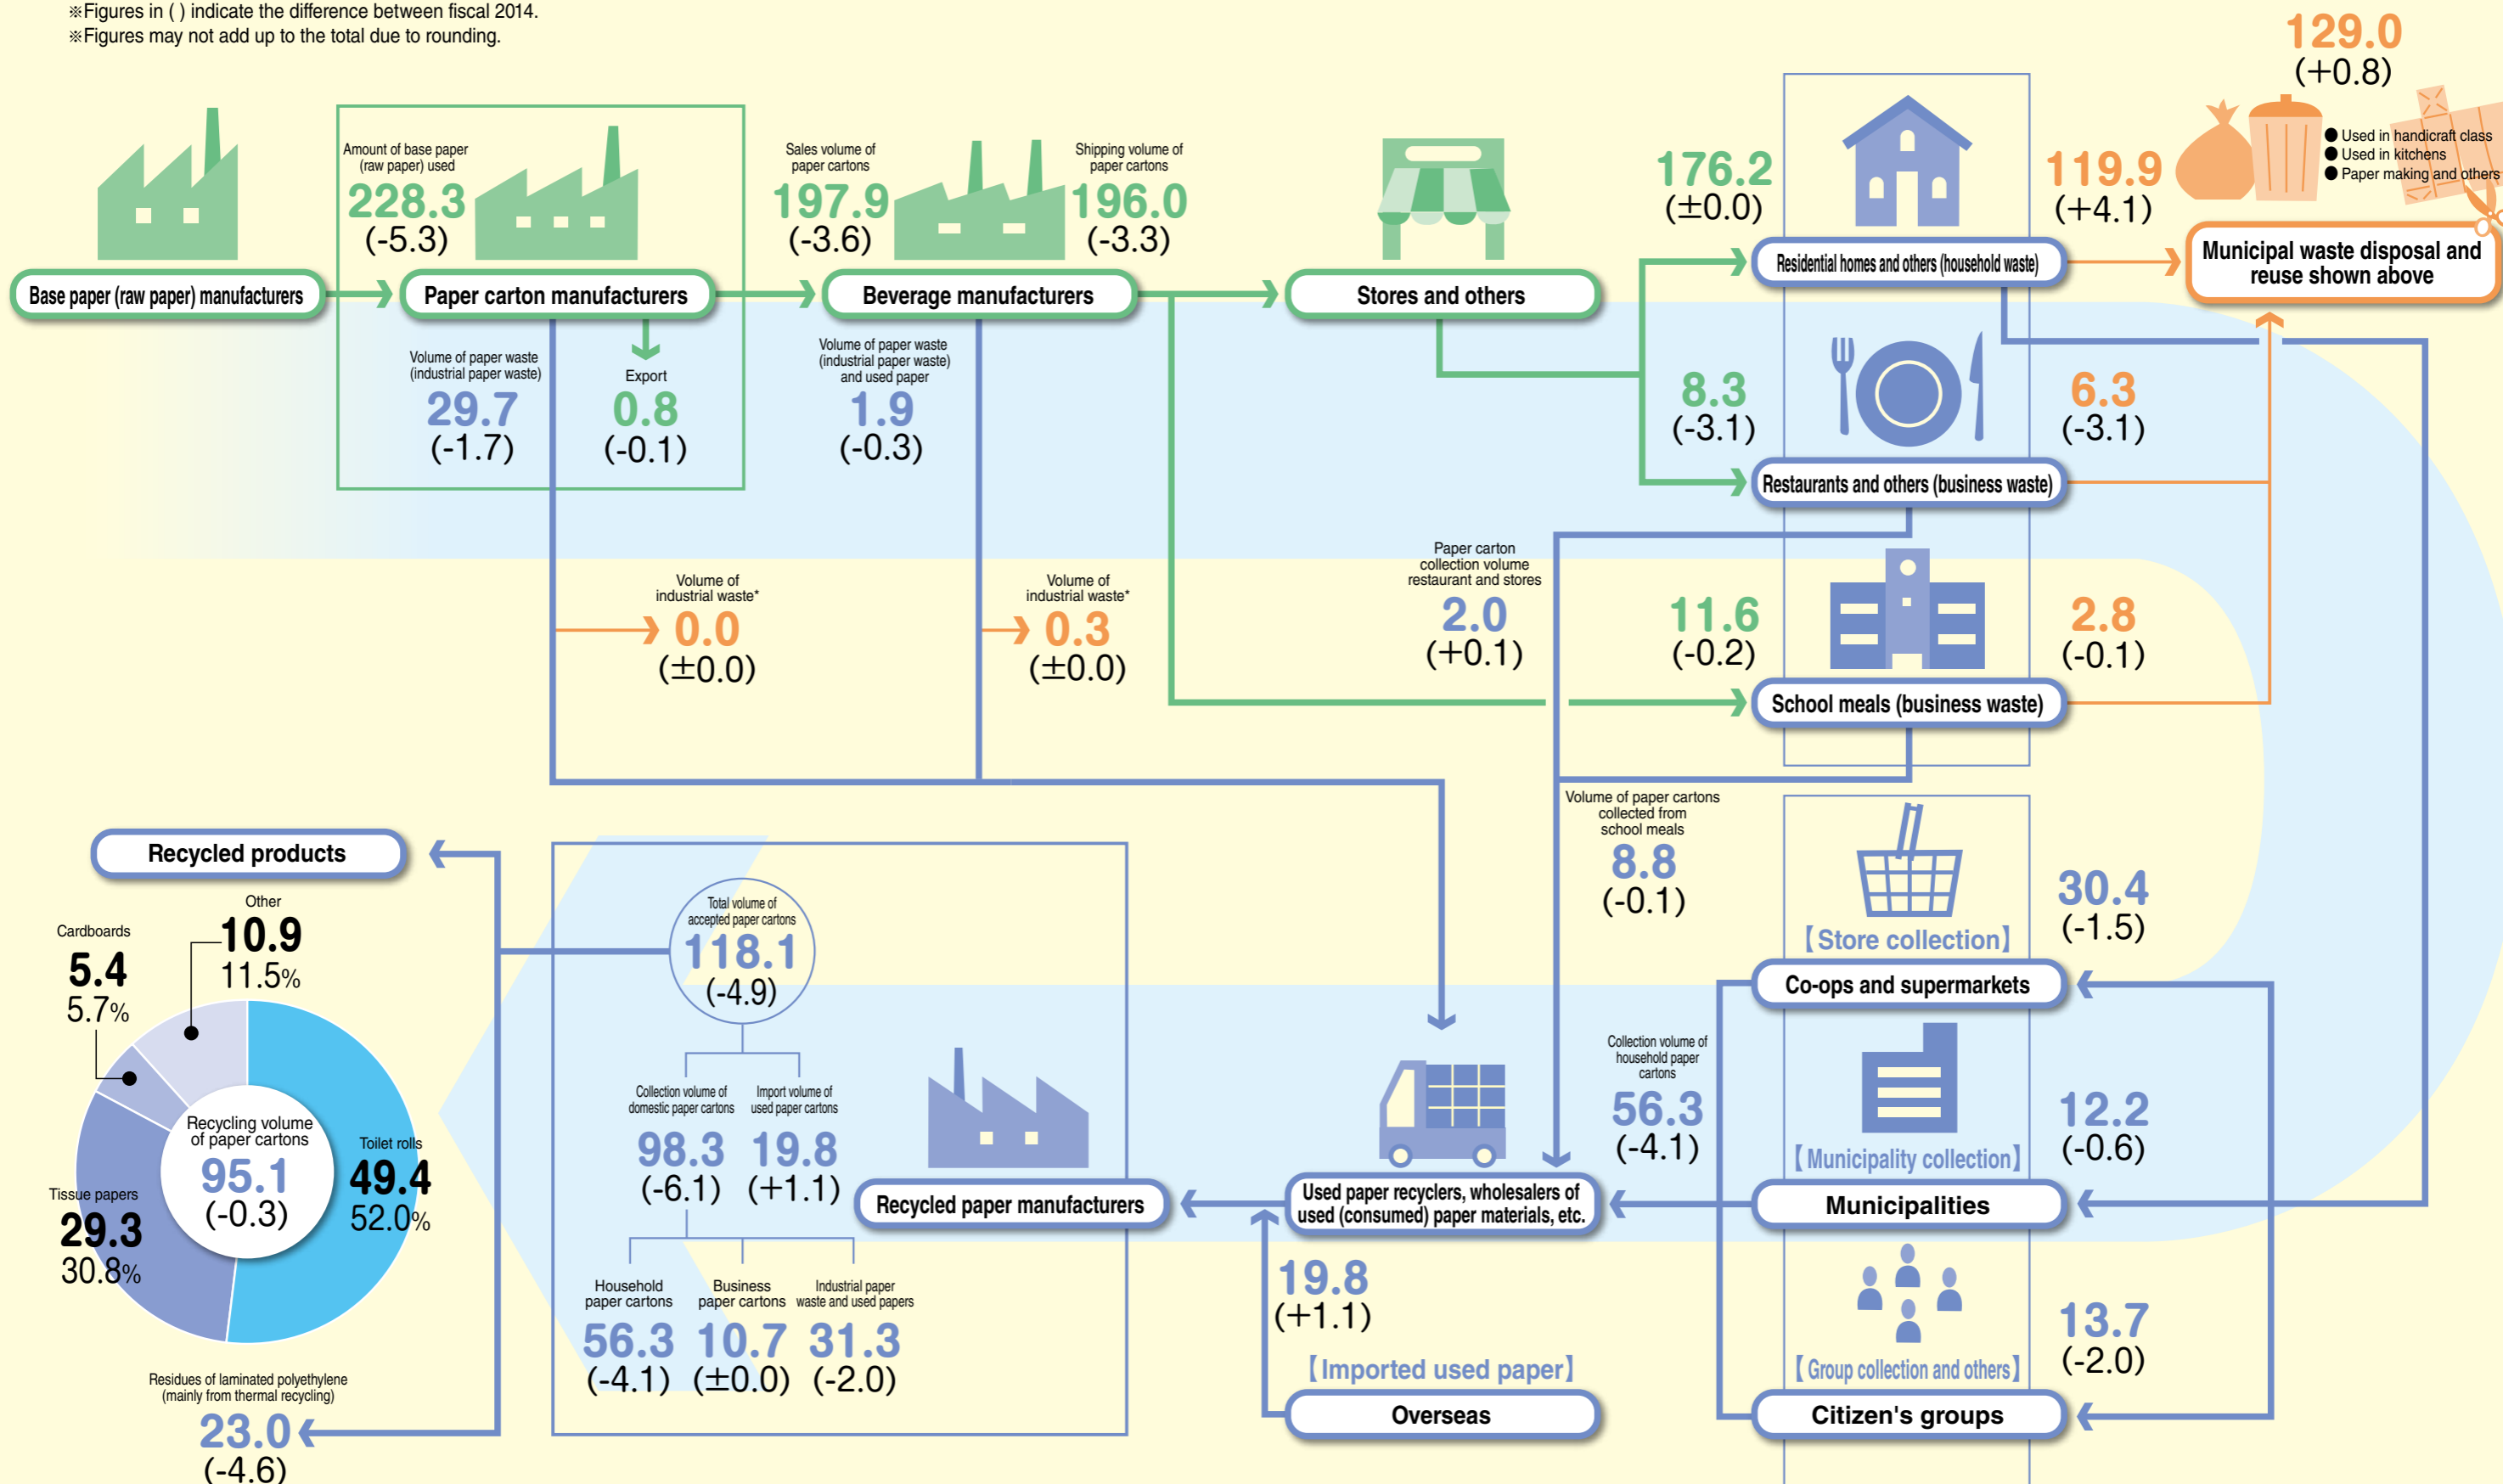 ※Figures in ( ) indicate the difference between fiscal 2014.
※Figures may not add up to the total due to rounding.
129.0
(+0.8)
● Used in handicraft class
● Used in kitchens
● Paper making and others
Amount of base paper
(raw paper) used
228.3
(-5.3)
Sales volume of
paper cartons
197.9
(-3.6)
Shipping volume of
paper cartons
196.0
(-3.3)
176.2
(±0.0)
119.9
(+4.1)
Base paper (raw paper) manufacturers
Paper carton manufacturers
Beverage manufacturers
Stores and others
Residential homes and others (household waste)
Municipal waste disposal and
reuse shown above
Volume of paper waste
(industrial paper waste)
29.7
(-1.7)
Export
0.8
(-0.1)
Volume of paper waste
(industrial paper waste)
and used paper
1.9
(-0.3)
8.3
(-3.1)
6.3
(-3.1)
Restaurants and others (business waste)
Volume of
industrial waste*
0.0
(±0.0)
Volume of
industrial waste*
0.3
(±0.0)
Paper carton
collection volume
restaurant and stores
2.0
(+0.1)
11.6
(-0.2)
2.8
(-0.1)
School meals (business waste)
Volume of paper cartons
collected from
school meals
8.8
(-0.1)
30.4
(-1.5)
【Store collection】
Co-ops and supermarkets
Collection volume of
household paper
cartons
56.3
(-4.1)
12.2
(-0.6)
【Municipality collection】
Municipalities
13.7
(-2.0)
【Group collection and others】
Citizen's groups
Used paper recyclers, wholesalers of
used (consumed) paper materials, etc.
19.8
(+1.1)
【Imported used paper】
Overseas
Recycled paper manufacturers
Total volume of
accepted paper cartons
118.1
(-4.9)
Collection volume of
domestic paper cartons
98.3
(-6.1)
Import volume of
used paper cartons
19.8
(+1.1)
Household
paper cartons
56.3
(-4.1)
Business
paper cartons
10.7
(±0.0)
Industrial paper
waste and used papers
31.3
(-2.0)
Recycled products
Other
10.9
11.5%
Cardboards
5.4
5.7%
Recycling volume
of paper cartons
95.1
(-0.3)
Toilet rolls
49.4
52.0%
Tissue papers
29.3
30.8%
Residues of laminated polyethylene
(mainly from thermal recycling)
23.0
(-4.6)